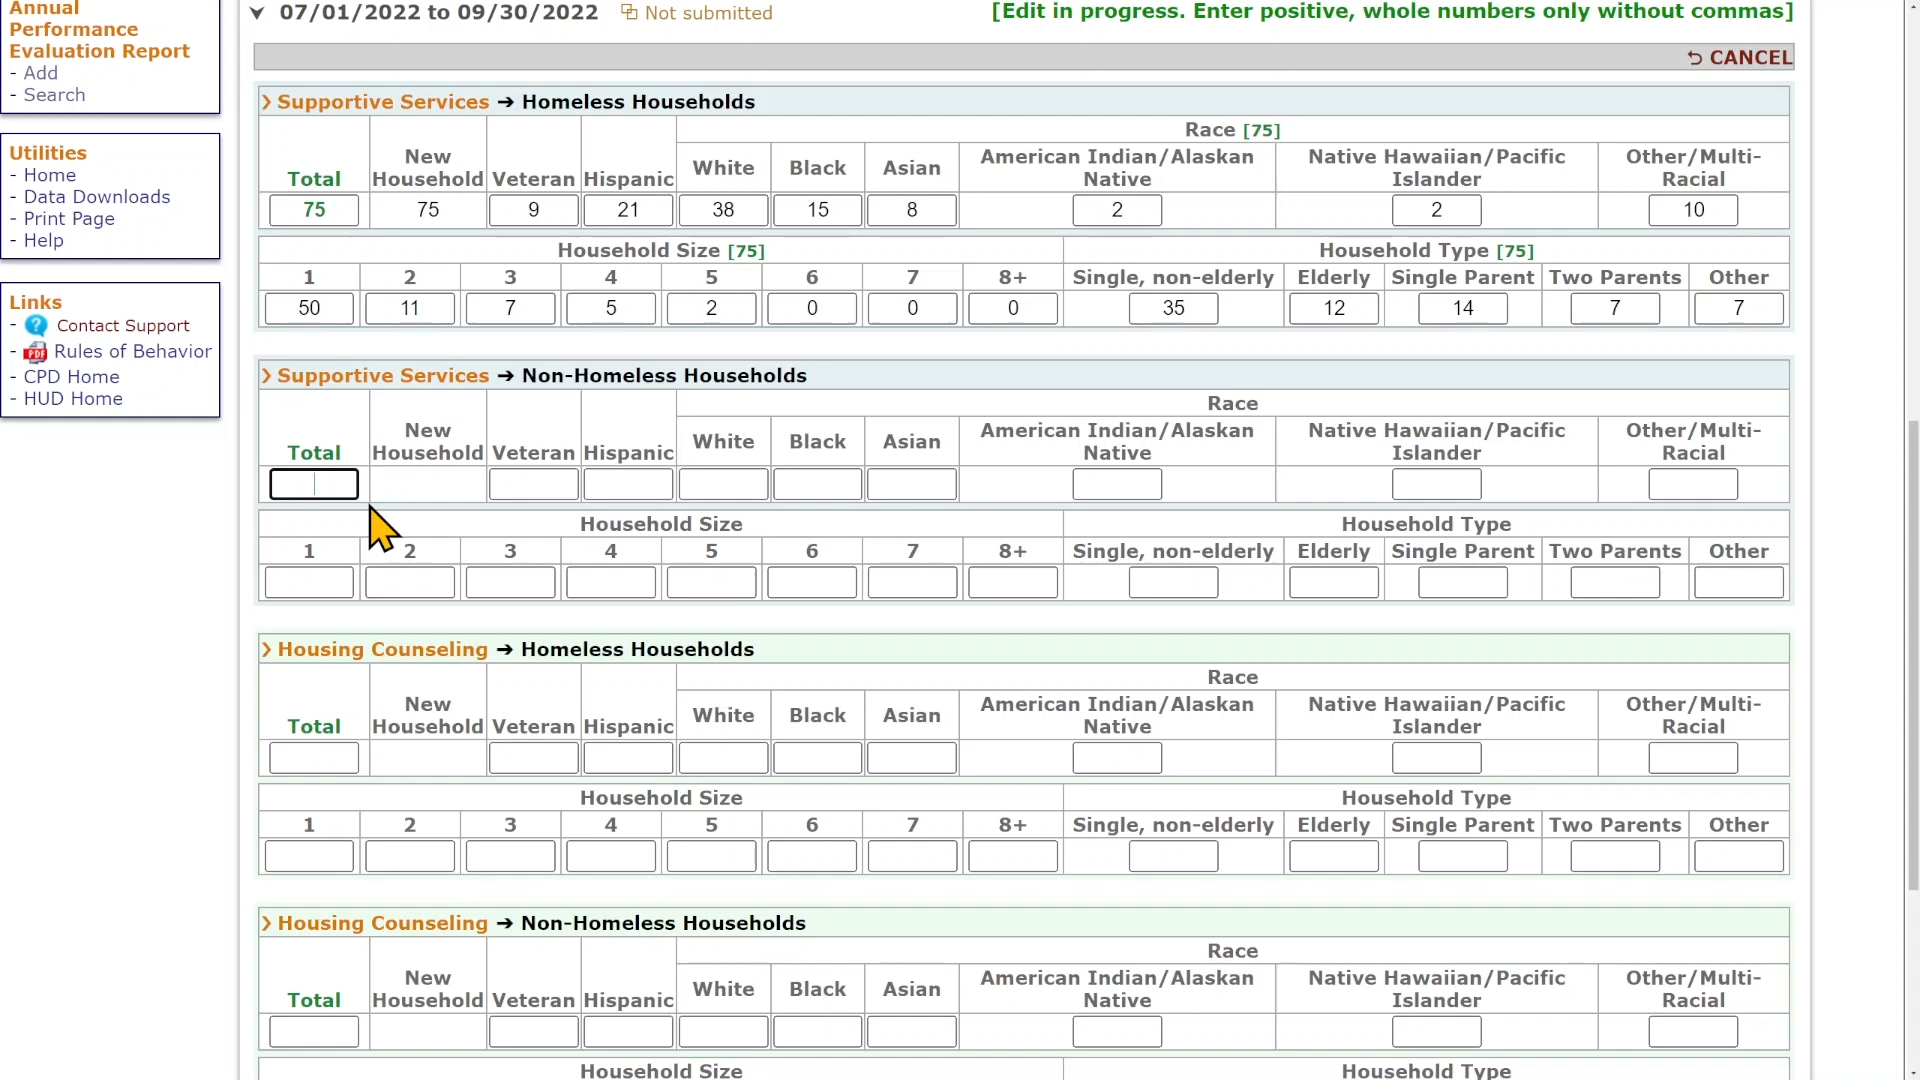 Annual
Performance
Evaluation Report
- Add
- Search
Utilities
- Home
- Data Downloads
- Print Page
- Help
Links
- Contact Support
- Rules of Behavior
- CPD Home
- HUD Home
07/01/2022 to 09/30/2022 Not submitted [Edit in progress. Enter positive, whole numbers only without commas]
CANCEL
Supportive Services ➔ Homeless Households
Race [75]
Total New Household Veteran Hispanic White Black Asian American Indian/Alaskan Native Native Hawaiian/Pacific Islander Other/Multi-Racial
75 75 9 21 38 15 8 2 2 10
Household Size [75] Household Type [75]
1 2 3 4 5 6 7 8+ Single, non-elderly Elderly Single Parent Two Parents Other
50 11 7 5 2 0 0 0 35 12 14 7 7
Supportive Services ➔ Non-Homeless Households
Race
Total New Household Veteran Hispanic White Black Asian American Indian/Alaskan Native Native Hawaiian/Pacific Islander Other/Multi-Racial
Household Size Household Type
1 2 3 4 5 6 7 8+ Single, non-elderly Elderly Single Parent Two Parents Other
Housing Counseling ➔ Homeless Households
Race
Total New Household Veteran Hispanic White Black Asian American Indian/Alaskan Native Native Hawaiian/Pacific Islander Other/Multi-Racial
Household Size Household Type
1 2 3 4 5 6 7 8+ Single, non-elderly Elderly Single Parent Two Parents Other
Housing Counseling ➔ Non-Homeless Households
Race
Total New Household Veteran Hispanic White Black Asian American Indian/Alaskan Native Native Hawaiian/Pacific Islander Other/Multi-Racial
Household Size Household Type